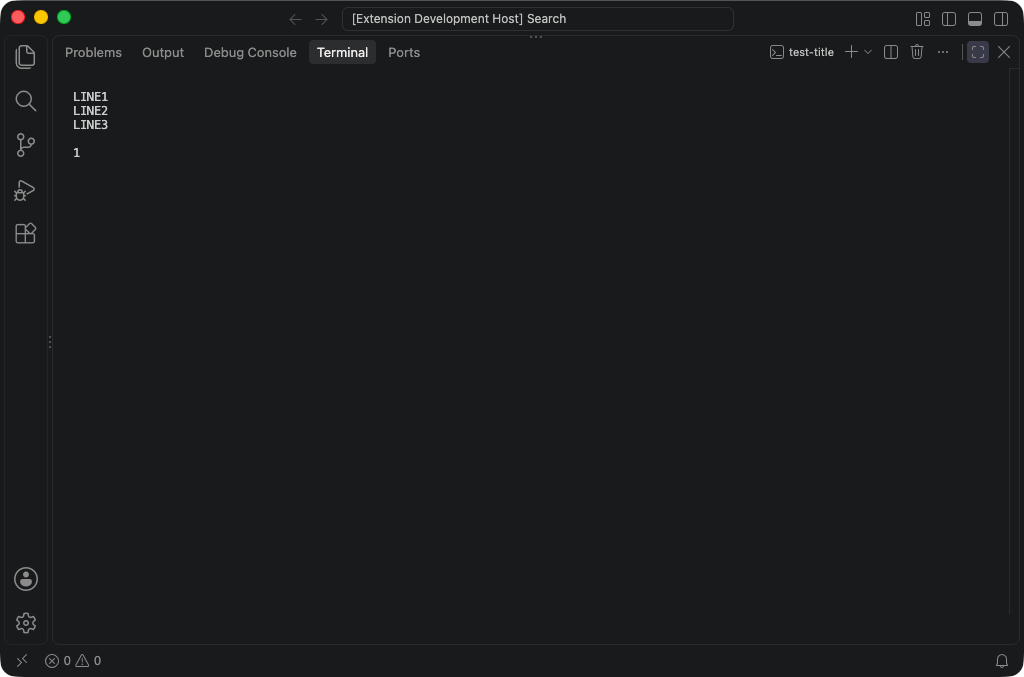 [Extension Development Host] Search
Problems Output Debug Console Terminal Ports test-title
LINE1
LINE2
LINE3
1
0 0